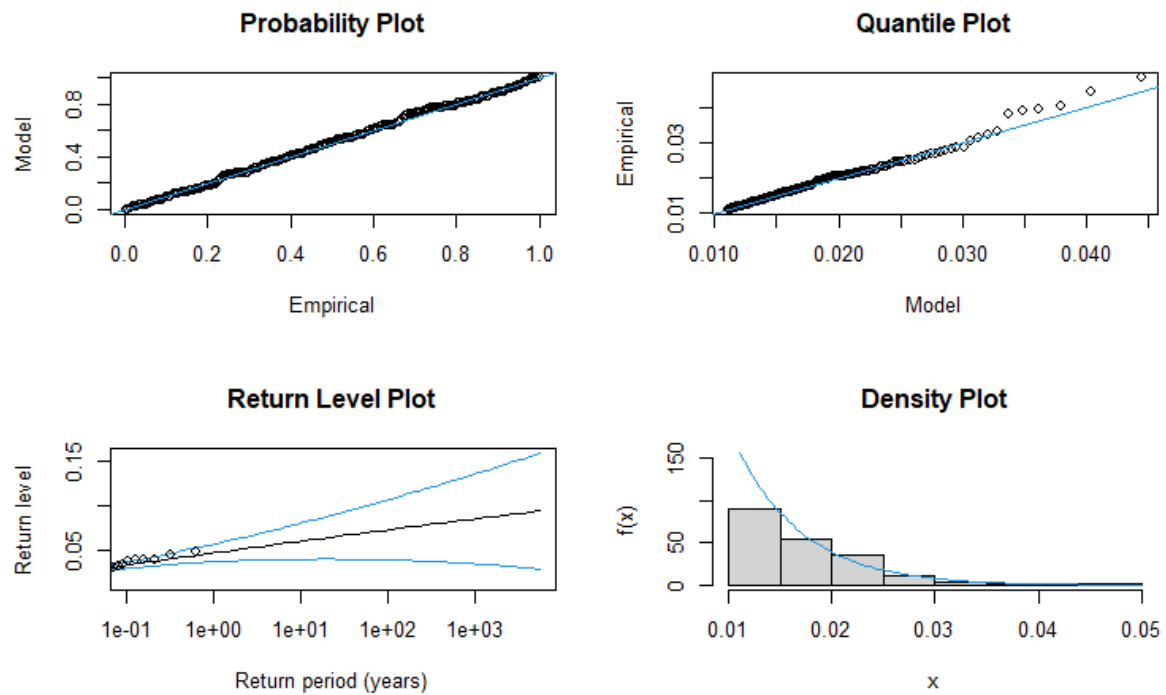 Probability Plot
Model
0.0 0.4 0.8
0.0 0.2 0.4 0.6 0.8 1.0
Empirical
Quantile Plot
Empirical
0.01 0.03
0.010 0.020 0.030 0.040
Model
Return Level Plot
Return level
0.05 0.15
1e-01 1e+00 1e+01 1e+02 1e+03
Return period (years)
Density Plot
f(x)
0 50 150
0.01 0.02 0.03 0.04 0.05
x